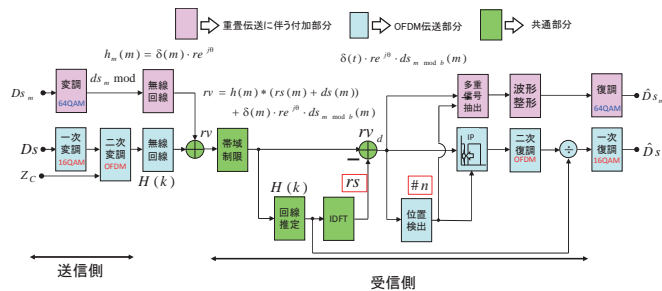 重畳伝送に伴う付加部分
OFDM伝送部分
共通部分
h_m(m) = δ(m)·re^{jθ}
δ(t)·re^{jθ}·ds_{m mod b}(m)
Ds_m
変調
64QAM
ds_m mod
無線
回線
rv = h(m)*(rs(m)+ds(m))
+ δ(m)·re^{jθ}·ds_{m mod b}(m)
多重
信号
抽出
波形
整形
復調
64QAM
D̂s_m
Ds
一次
変調
16QAM
二次
変調
OFDM
無線
回線
rv
帯域
制限
rv_d
IP
二次
復調
OFDM
÷
一次
復調
16QAM
D̂s
Z_C
H(k)
H(k)
rs
#n
回線
推定
IDFT
位置
検出
送信側
受信側